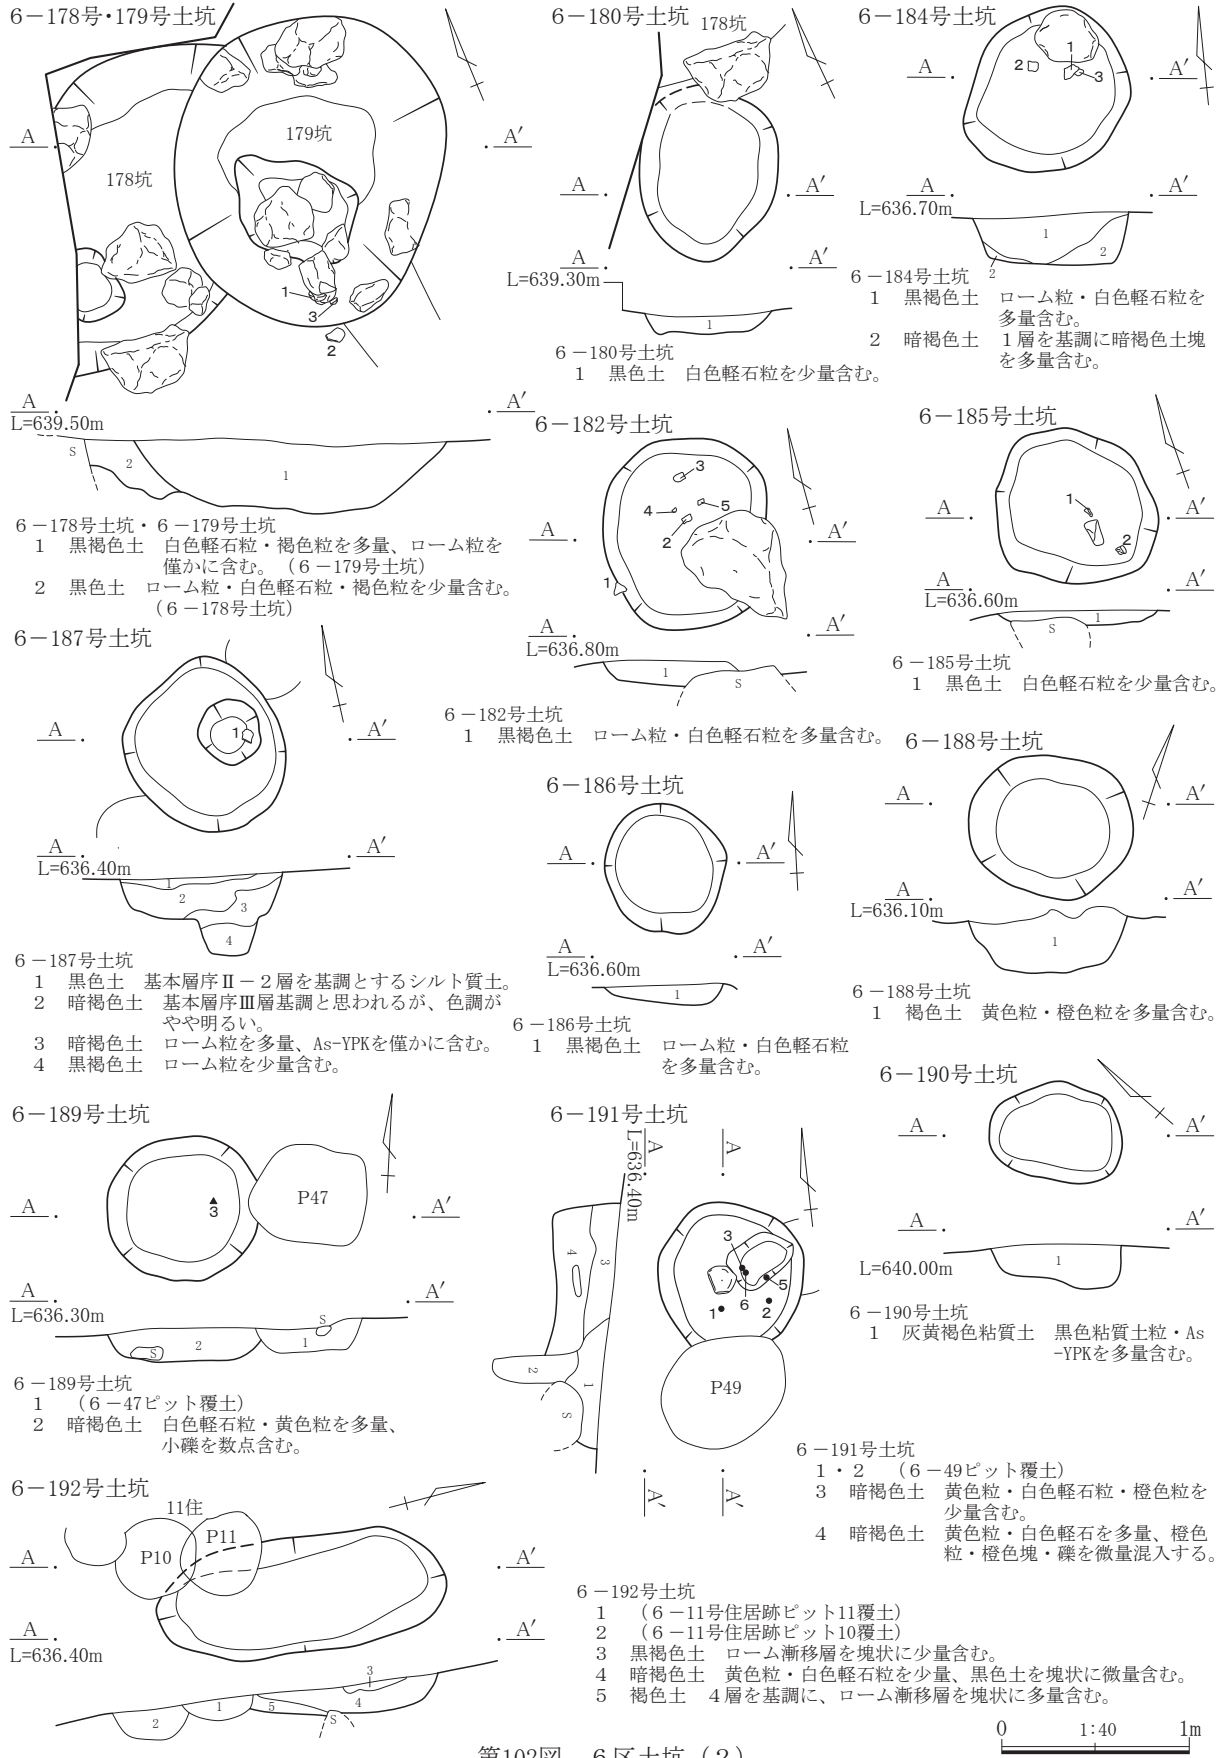 6－178号・179号土坑
A
A′
179坑
178坑
1
3
2
A
L=639.50m
A′
S
2
1
6－178号土坑・6－179号土坑
1　黒褐色土　白色軽石粒・褐色粒を多量、ローム粒を
僅かに含む。（6－179号土坑）
2　黒色土　ローム粒・白色軽石粒・褐色粒を少量含む。
（6－178号土坑）
6－180号土坑
178坑
A
A′
A
L=639.30m
A′
1
6－180号土坑
1　黒色土　白色軽石粒を少量含む。
6－184号土坑
1
2
3
A
A′
A
L=636.70m
A′
1
2
2
6－184号土坑
1　黒褐色土　ローム粒・白色軽石粒を
多量含む。
2　暗褐色土　1層を基調に暗褐色土塊
を多量含む。
6－182号土坑
3
4
5
2
1
A
A′
A
L=636.80m
A′
1
S
6－182号土坑
1　黒褐色土　ローム粒・白色軽石粒を多量含む。
6－185号土坑
1
2
A
A′
A
L=636.60m
A′
S
1
6－185号土坑
1　黒色土　白色軽石粒を少量含む。
6－187号土坑
1
A
A′
A
L=636.40m
A′
1
2
3
4
6－187号土坑
1　黒色土　基本層序Ⅱ－2層を基調とするシルト質土。
2　暗褐色土　基本層序Ⅲ層基調と思われるが、色調が
やや明るい。
3　暗褐色土　ローム粒を多量、As-YPKを僅かに含む。
4　黒褐色土　ローム粒を少量含む。
6－186号土坑
A
A′
A
L=636.60m
A′
1
6－186号土坑
1　黒褐色土　ローム粒・白色軽石粒
を多量含む。
6－188号土坑
A
A′
A
L=636.10m
A′
1
6－188号土坑
1　褐色土　黄色粒・橙色粒を多量含む。
6－189号土坑
P47
3
A
A′
A
L=636.30m
A′
S
2
1
S
6－189号土坑
1　（6－47ピット覆土）
2　暗褐色土　白色軽石粒・黄色粒を多量、
小礫を数点含む。
6－191号土坑
L=636.40m
A
A
4
3
2
1
S
3
5
1
6
2
P49
A′
A′
6－191号土坑
1・2　（6－49ピット覆土）
3　暗褐色土　黄色粒・白色軽石粒・橙色粒を
少量含む。
4　暗褐色土　黄色粒・白色軽石を多量、橙色
粒・橙色塊・礫を微量混入する。
6－190号土坑
A
A′
A
L=640.00m
A′
1
6－190号土坑
1　灰黄褐色粘質土　黒色粘質土粒・As
-YPKを多量含む。
6－192号土坑
11住
P11
P10
A
A′
A
L=636.40m
A′
3
4
5
1
2
S
6－192号土坑
1　（6－11号住居跡ピット11覆土）
2　（6－11号住居跡ピット10覆土）
3　黒褐色土　ローム漸移層を塊状に少量含む。
4　暗褐色土　黄色粒・白色軽石粒を少量、黒色土を塊状に微量含む。
5　褐色土　4層を基調に、ローム漸移層を塊状に多量含む。
0　1:40　1m
第102図　6区土坑（2）